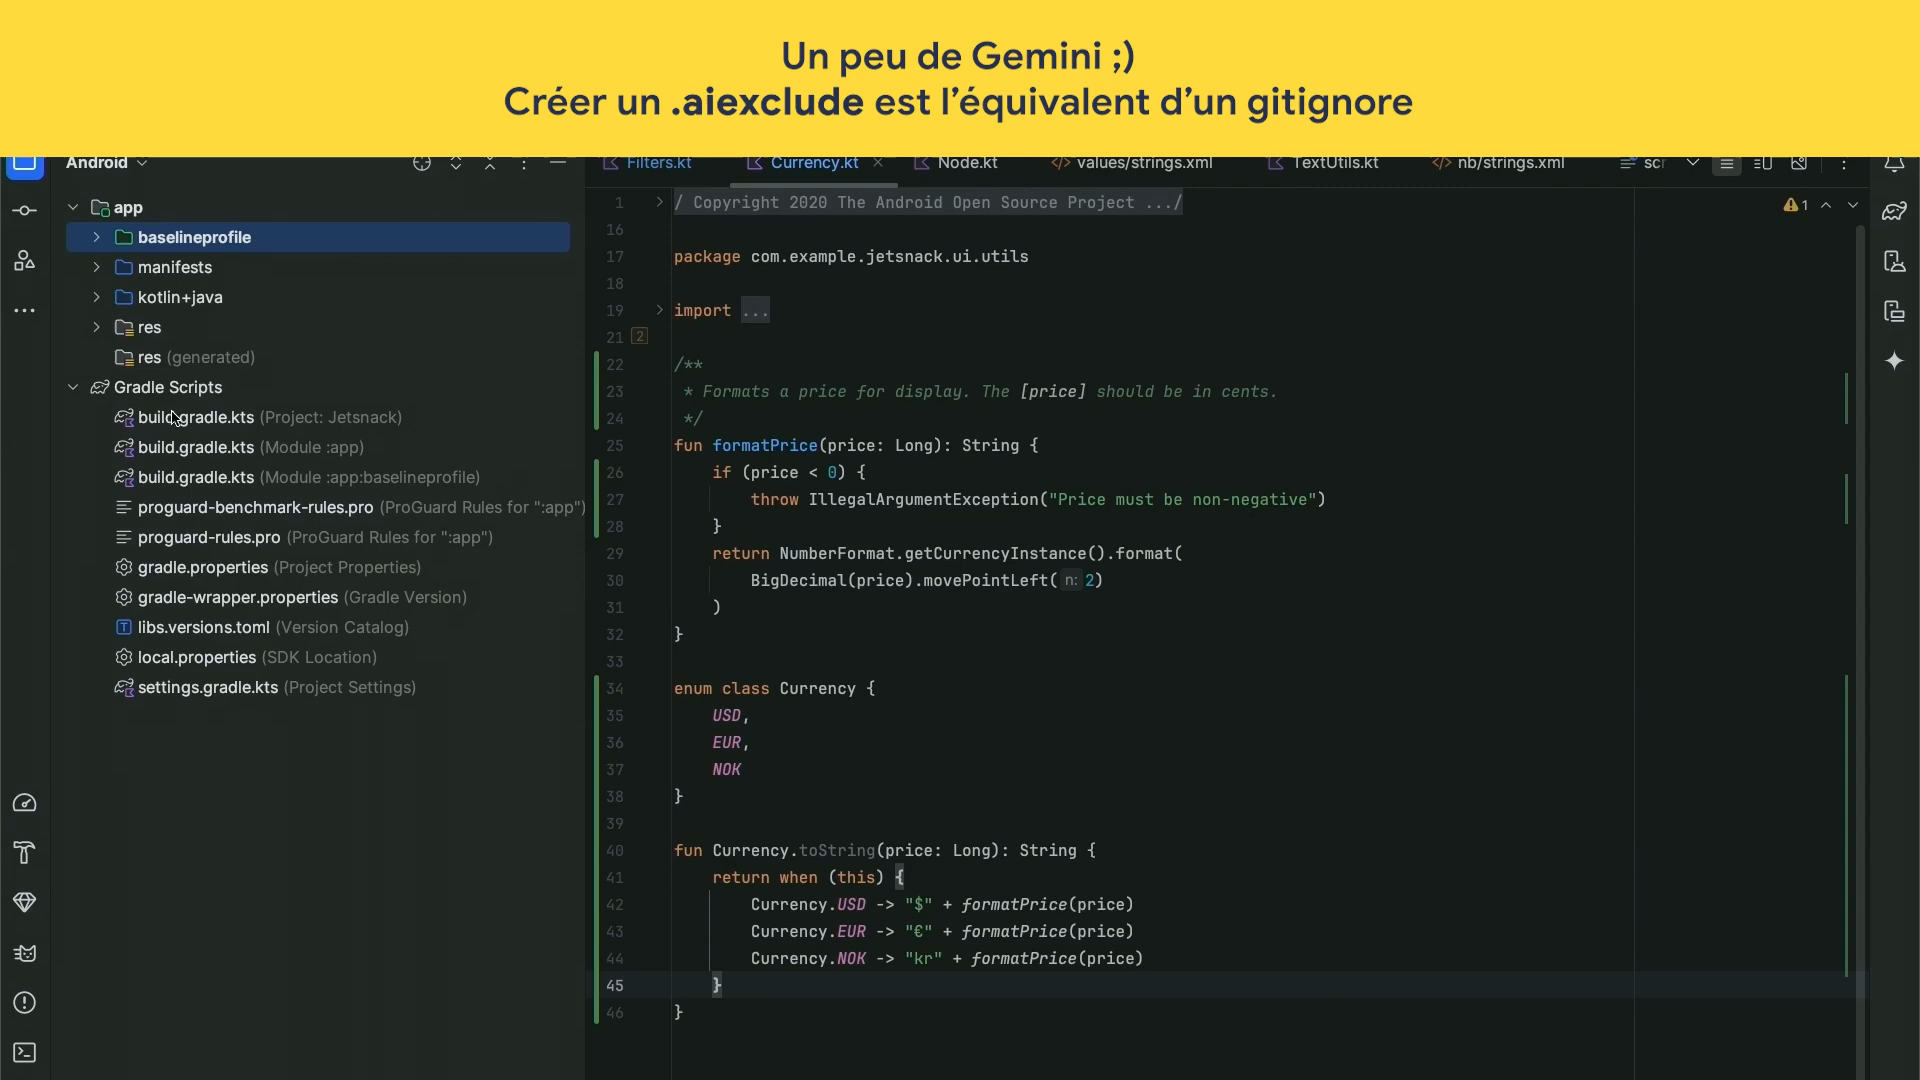 Un peu de Gemini ;)
Créer un .aiexclude est l'équivalent d'un gitignore
Android
app
baselineprofile
manifests
kotlin+java
res
res (generated)
Gradle Scripts
build.gradle.kts (Project: Jetsnack)
build.gradle.kts (Module :app)
build.gradle.kts (Module :app:baselineprofile)
proguard-benchmark-rules.pro (ProGuard Rules for ":app")
proguard-rules.pro (ProGuard Rules for ":app")
gradle.properties (Project Properties)
gradle-wrapper.properties (Gradle Version)
libs.versions.toml (Version Catalog)
local.properties (SDK Location)
settings.gradle.kts (Project Settings)
Filters.kt Currency.kt Node.kt values/strings.xml TextUtils.kt nb/strings.xml scr
1 / Copyright 2020 The Android Open Source Project .../ 1
16
17 package com.example.jetsnack.ui.utils
18
19 import ...
21 2
22 /**
23 * Formats a price for display. The [price] should be in cents.
24 */
25 fun formatPrice(price: Long): String {
26 if (price < 0) {
27 throw IllegalArgumentException("Price must be non-negative")
28 }
29 return NumberFormat.getCurrencyInstance().format(
30 BigDecimal(price).movePointLeft( n: 2)
31 )
32 }
33
34 enum class Currency {
35 USD,
36 EUR,
37 NOK
38 }
39
40 fun Currency.toString(price: Long): String {
41 return when (this) {
42 Currency.USD -> "$" + formatPrice(price)
43 Currency.EUR -> "€" + formatPrice(price)
44 Currency.NOK -> "kr" + formatPrice(price)
45 }
46 }